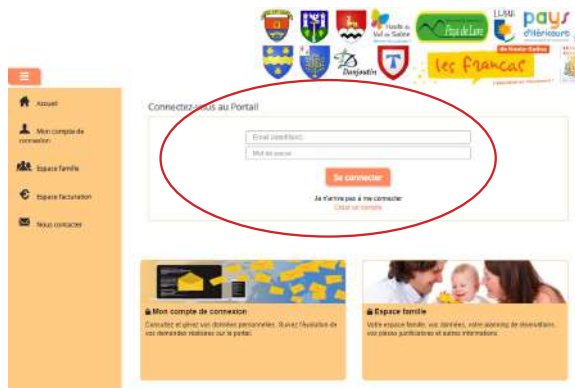 Haute du
Val de Saône
Pays de Lure
pays
d'Héricourt
Danjoutin
T
les francas
de Haute-Saône
Accueil
Connectez-vous au Portail
Mon compte de
connexion
Email (identifiant)
Mot de passe
Espace famille
Se connecter
Espace facturation
Je n'arrive pas à me connecter
Créer un compte
Nous contacter
Mon compte de connexion
Consultez et gérez vos données personnelles. Suivez l'évolution de
vos demandes réalisées sur le portail.
Espace famille
Votre espace famille, vos données, votre planning de réservations,
vos pièces justificatives et autres informations.